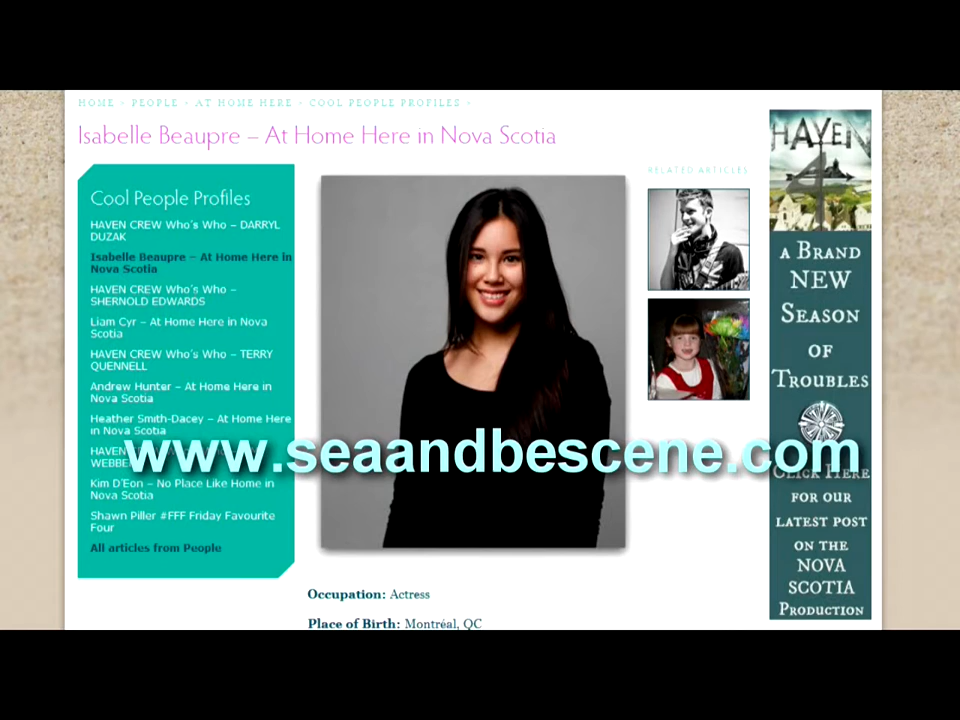 HOME > PEOPLE > AT HOME HERE > COOL PEOPLE PROFILES >
Isabelle Beaupre – At Home Here in Nova Scotia
Cool People Profiles
HAVEN CREW Who's Who – DARRYL
DUZAK
Isabelle Beaupre – At Home Here in
Nova Scotia
HAVEN CREW Who's Who –
SHERNOLD EDWARDS
Liam Cyr – At Home Here in Nova
Scotia
HAVEN CREW Who's Who – TERRY
QUENNELL
Andrew Hunter – At Home Here in
Nova Scotia
Heather Smith-Dacey – At Home Here
in Nova Scotia
HAVEN
Kim D'Eon – No Place Like Home in
Nova Scotia
Shawn Piller #FFF Friday Favourite
Four
All articles from People
www.seaandbescene.com
Occupation: Actress
Place of Birth: Montréal, QC
RELATED ARTICLES
HAVEN
4
A BRAND
NEW
SEASON
OF
TROUBLES
CLICK HERE
FOR OUR
LATEST POST
ON THE
NOVA
SCOTIA
PRODUCTION